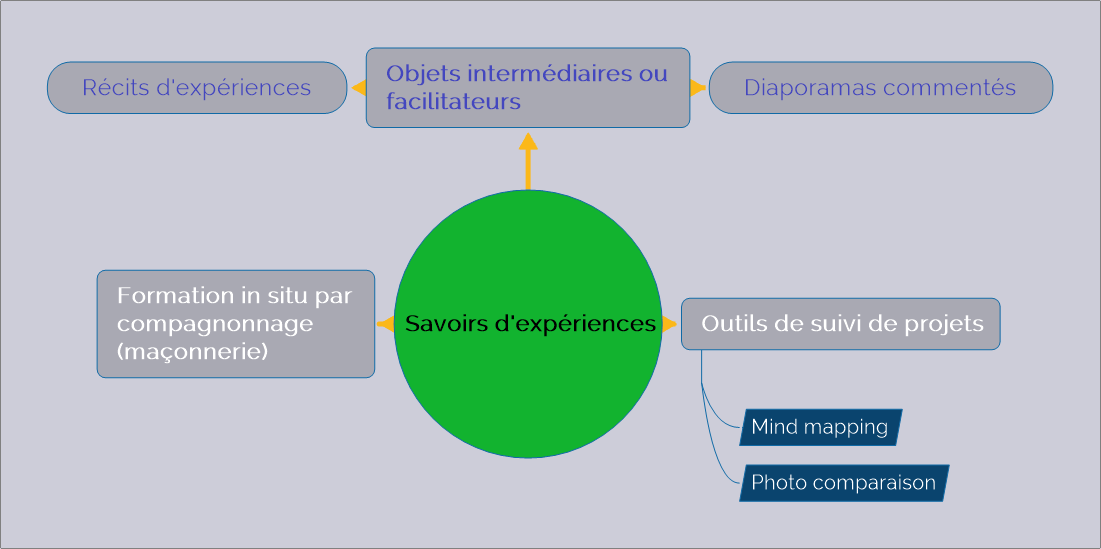 Récits d'expériences
Objets intermédiaires ou
facilitateurs
Diaporamas commentés
Formation in situ par
compagnonnage
(maçonnerie)
Savoirs d'expériences
Outils de suivi de projets
Mind mapping
Photo comparaison